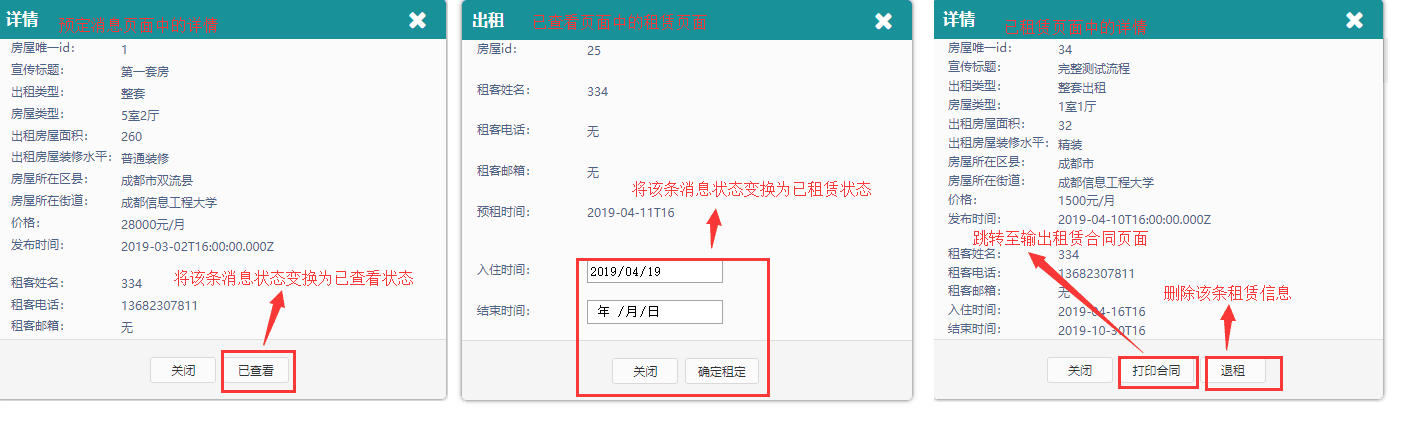 详情
房屋唯一id: 1
宣传标题: 第一套房
出租类型: 整套
房屋类型: 5室2厅
出租房屋面积: 260
出租房屋装修水平: 普通装修
房屋所在区县: 成都市双流县
房屋所在街道: 成都信息工程大学
价格: 28000元/月
发布时间: 2019-03-02T16:00:00.000Z
将该条消息状态变换为已查看状态
租客姓名: 334
租客电话: 13682307811
租客邮箱: 无
关闭 已查看
出租
房屋id: 25
租客姓名: 334
租客电话: 无
租客邮箱: 无
将该条消息状态变换为已租赁状态
预租时间: 2019-04-11T16
入住时间: 2019/04/19
结束时间: 年 /月/日
关闭 确定租定
详情
房屋唯一id: 34
宣传标题: 完整测试流程
出租类型: 整套出租
房屋类型: 1室1厅
出租房屋面积: 32
出租房屋装修水平: 精装
房屋所在区县: 成都市
房屋所在街道: 成都信息工程大学
价格: 1500元/月
发布时间: 2019-04-10T16:00:00.000Z
跳转至输出租赁合同页面
租客姓名: 334
租客电话: 13682307811
租客邮箱: 无
删除该条租赁信息
入住时间: 2019-04-16T16
结束时间: 2019-10-30T16
关闭 打印合同 退租